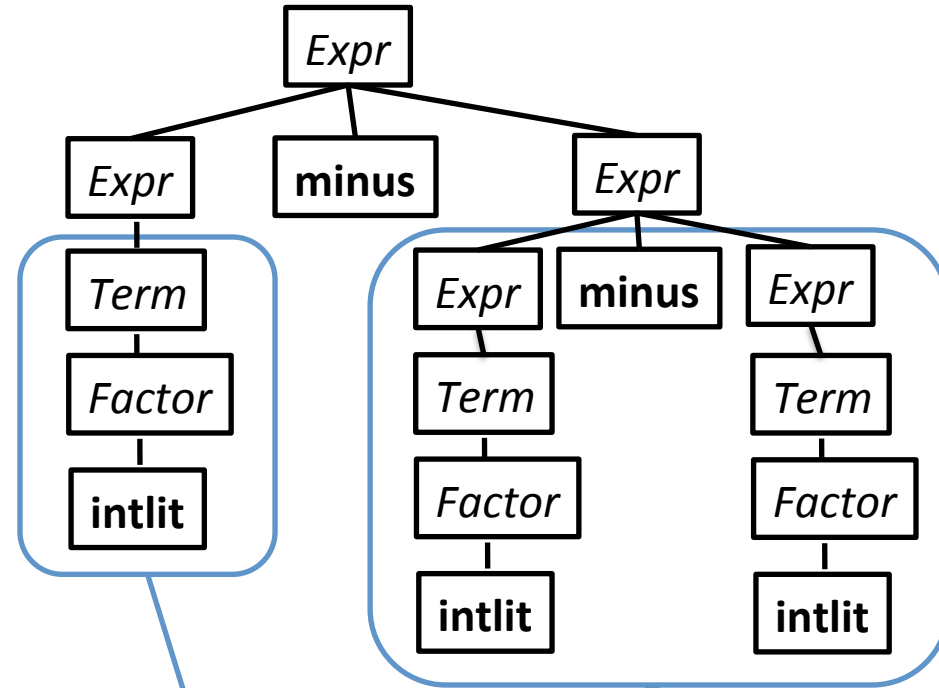 Expr
Expr minus Expr
Term Expr minus Expr
Factor Term Term
intlit Factor Factor
intlit intlit